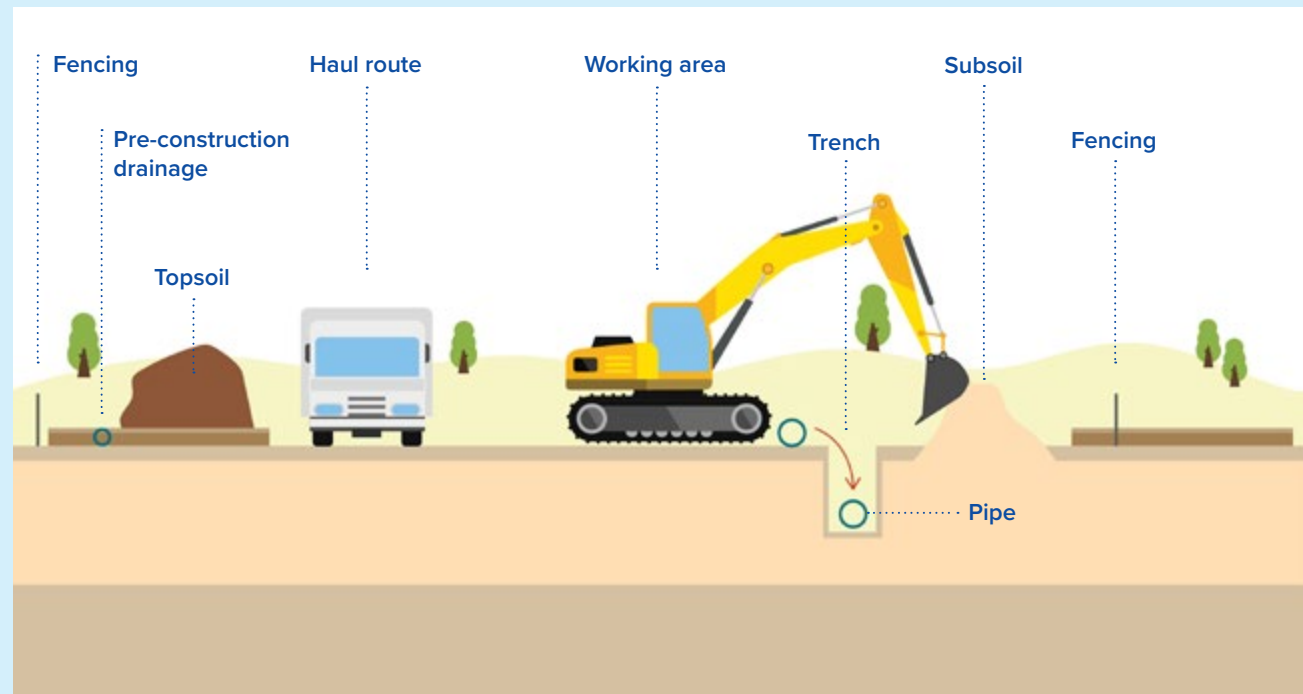 Fencing
Haul route
Working area
Subsoil
Pre-construction
drainage
Trench
Fencing
Topsoil
Pipe